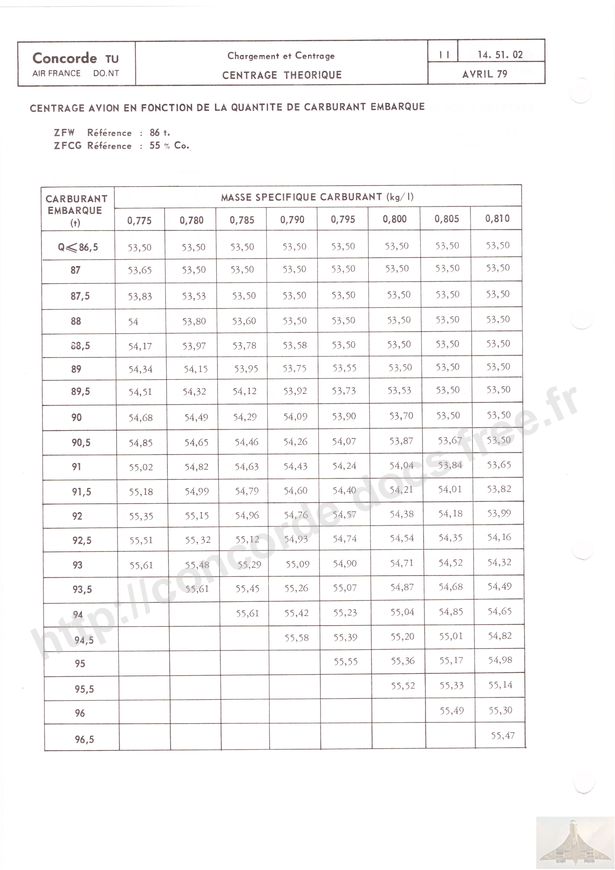 Concorde TU
AIR FRANCE DO.NT
Chargement et Centrage
CENTRAGE THEORIQUE
II 14. 51. 02
AVRIL 79
CENTRAGE AVION EN FONCTION DE LA QUANTITE DE CARBURANT EMBARQUE
ZFW Référence : 86 t.
ZFCG Référence : 55 % Co.
CARBURANT EMBARQUE (t) MASSE SPECIFIQUE CARBURANT (kg/l)
0,775 0,780 0,785 0,790 0,795 0,800 0,805 0,810
Q⩽86,5 53,50 53,50 53,50 53,50 53,50 53,50 53,50 53,50
87 53,65 53,50 53,50 53,50 53,50 53,50 53,50 53,50
87,5 53,83 53,53 53,50 53,50 53,50 53,50 53,50 53,50
88 54 53,80 53,60 53,50 53,50 53,50 53,50 53,50
88,5 54,17 53,97 53,78 53,58 53,50 53,50 53,50 53,50
89 54,34 54,15 53,95 53,75 53,55 53,50 53,50 53,50
89,5 54,51 54,32 54,12 53,92 53,73 53,53 53,50 53,50
90 54,68 54,49 54,29 54,09 53,90 53,70 53,50 53,50
90,5 54,85 54,65 54,46 54,26 54,07 53,87 53,67 53,50
91 55,02 54,82 54,63 54,43 54,24 54,04 53,84 53,65
91,5 55,18 54,99 54,79 54,60 54,40 54,21 54,01 53,82
92 55,35 55,15 54,96 54,76 54,57 54,38 54,18 53,99
92,5 55,51 55,32 55,12 54,93 54,74 54,54 54,35 54,16
93 55,61 55,48 55,29 55,09 54,90 54,71 54,52 54,32
93,5 55,61 55,45 55,26 55,07 54,87 54,68 54,49
94 55,61 55,42 55,23 55,04 54,85 54,65
94,5 55,58 55,39 55,20 55,01 54,82
95 55,55 55,36 55,17 54,98
95,5 55,52 55,33 55,14
96 55,49 55,30
96,5 55,47
http://concorde-docs.free.fr